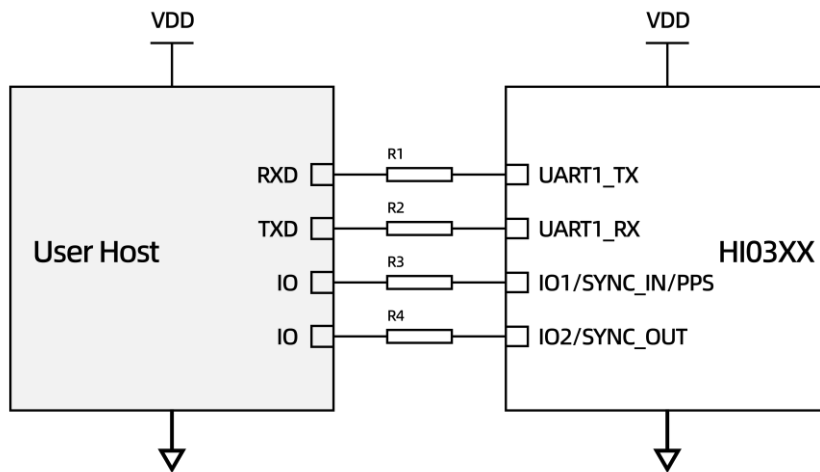 VDD
VDD
R1
RXD
UART1_TX
R2
TXD
UART1_RX
User Host
HI03XX
R3
IO
IO1/SYNC_IN/PPS
R4
IO
IO2/SYNC_OUT